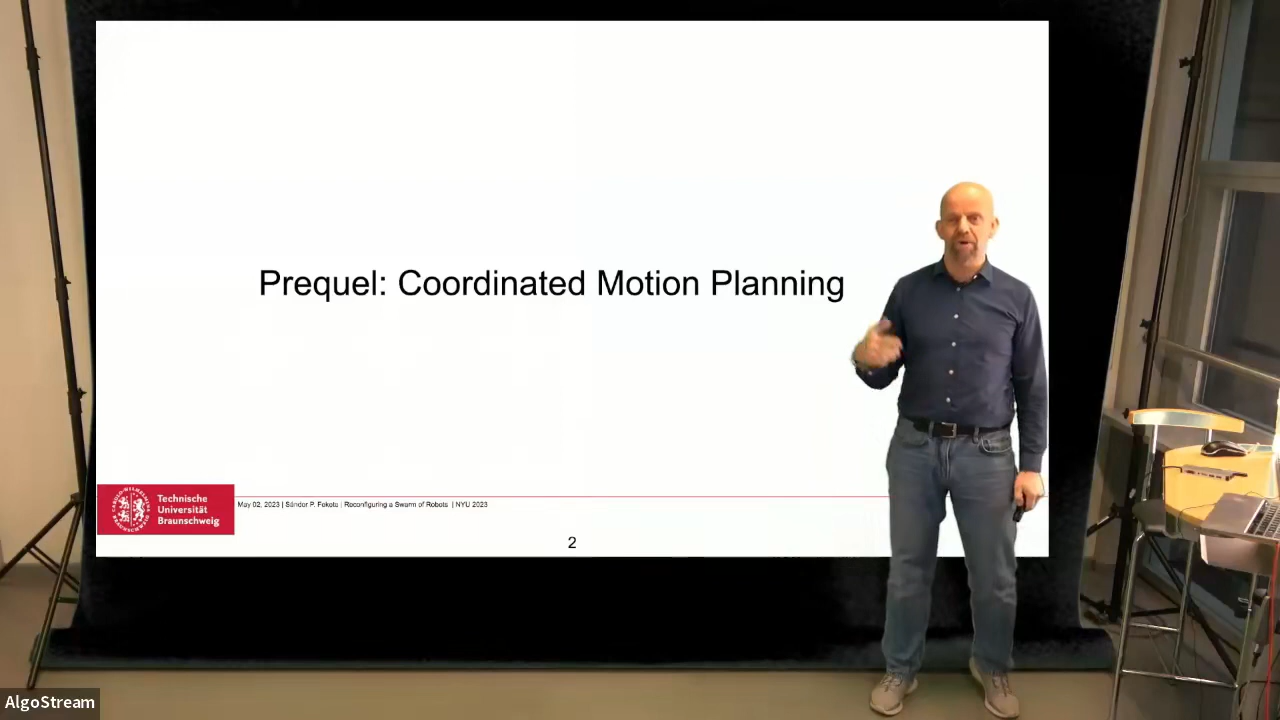 Prequel: Coordinated Motion Planning
Technische
Universität
Braunschweig
May 02, 2023 | Sándor P. Fekete | Reconfiguring a Swarm of Robots | NYU 2023
2
AlgoStream